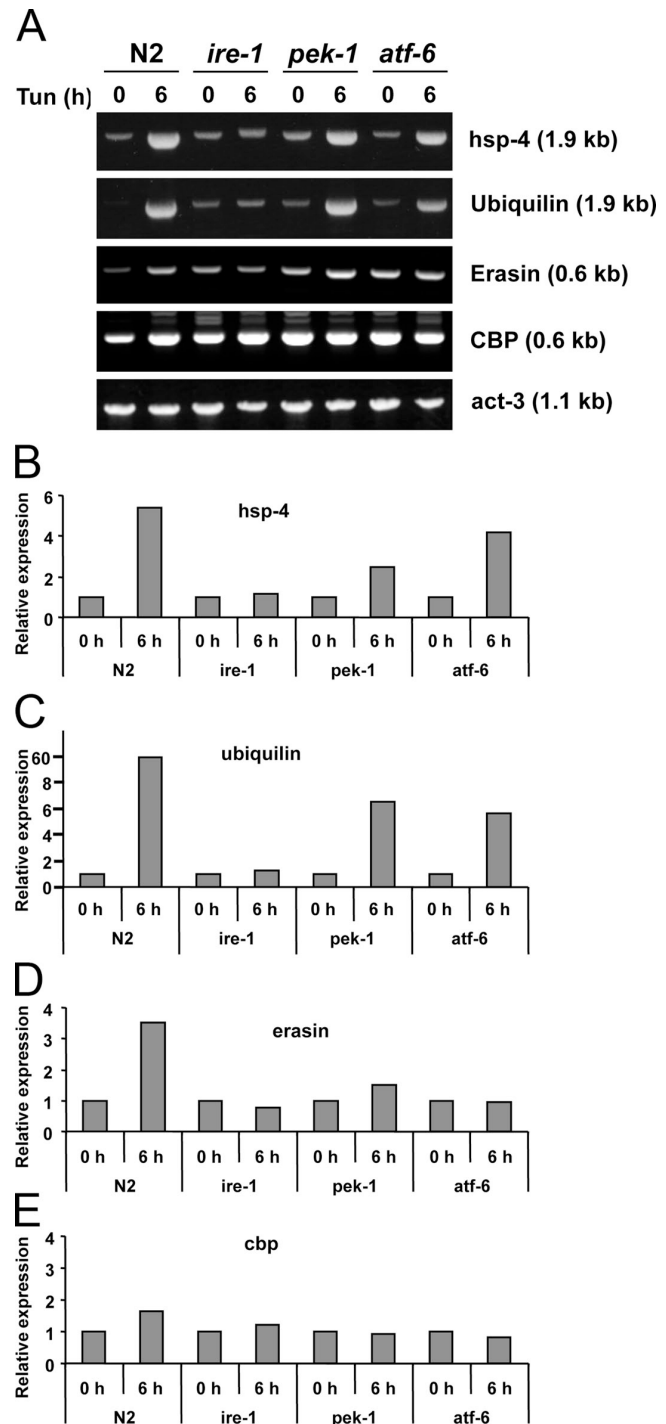 A
N2 ire-1 pek-1 atf-6
Tun (h) 0 6 0 6 0 6 0 6
hsp-4 (1.9 kb)
Ubiquilin (1.9 kb)
Erasin (0.6 kb)
CBP (0.6 kb)
act-3 (1.1 kb)
B
Relative expression
6
4
2
0
hsp-4
0 h 6 h 0 h 6 h 0 h 6 h 0 h 6 h
N2 ire-1 pek-1 atf-6
C
Relative expression
60
8
6
4
2
0
ubiquilin
0 h 6 h 0 h 6 h 0 h 6 h 0 h 6 h
N2 ire-1 pek-1 atf-6
D
Relative expression
4
3
2
1
0
erasin
0 h 6 h 0 h 6 h 0 h 6 h 0 h 6 h
N2 ire-1 pek-1 atf-6
E
Relative expression
4
3
2
1
0
cbp
0 h 6 h 0 h 6 h 0 h 6 h 0 h 6 h
N2 ire-1 pek-1 atf-6